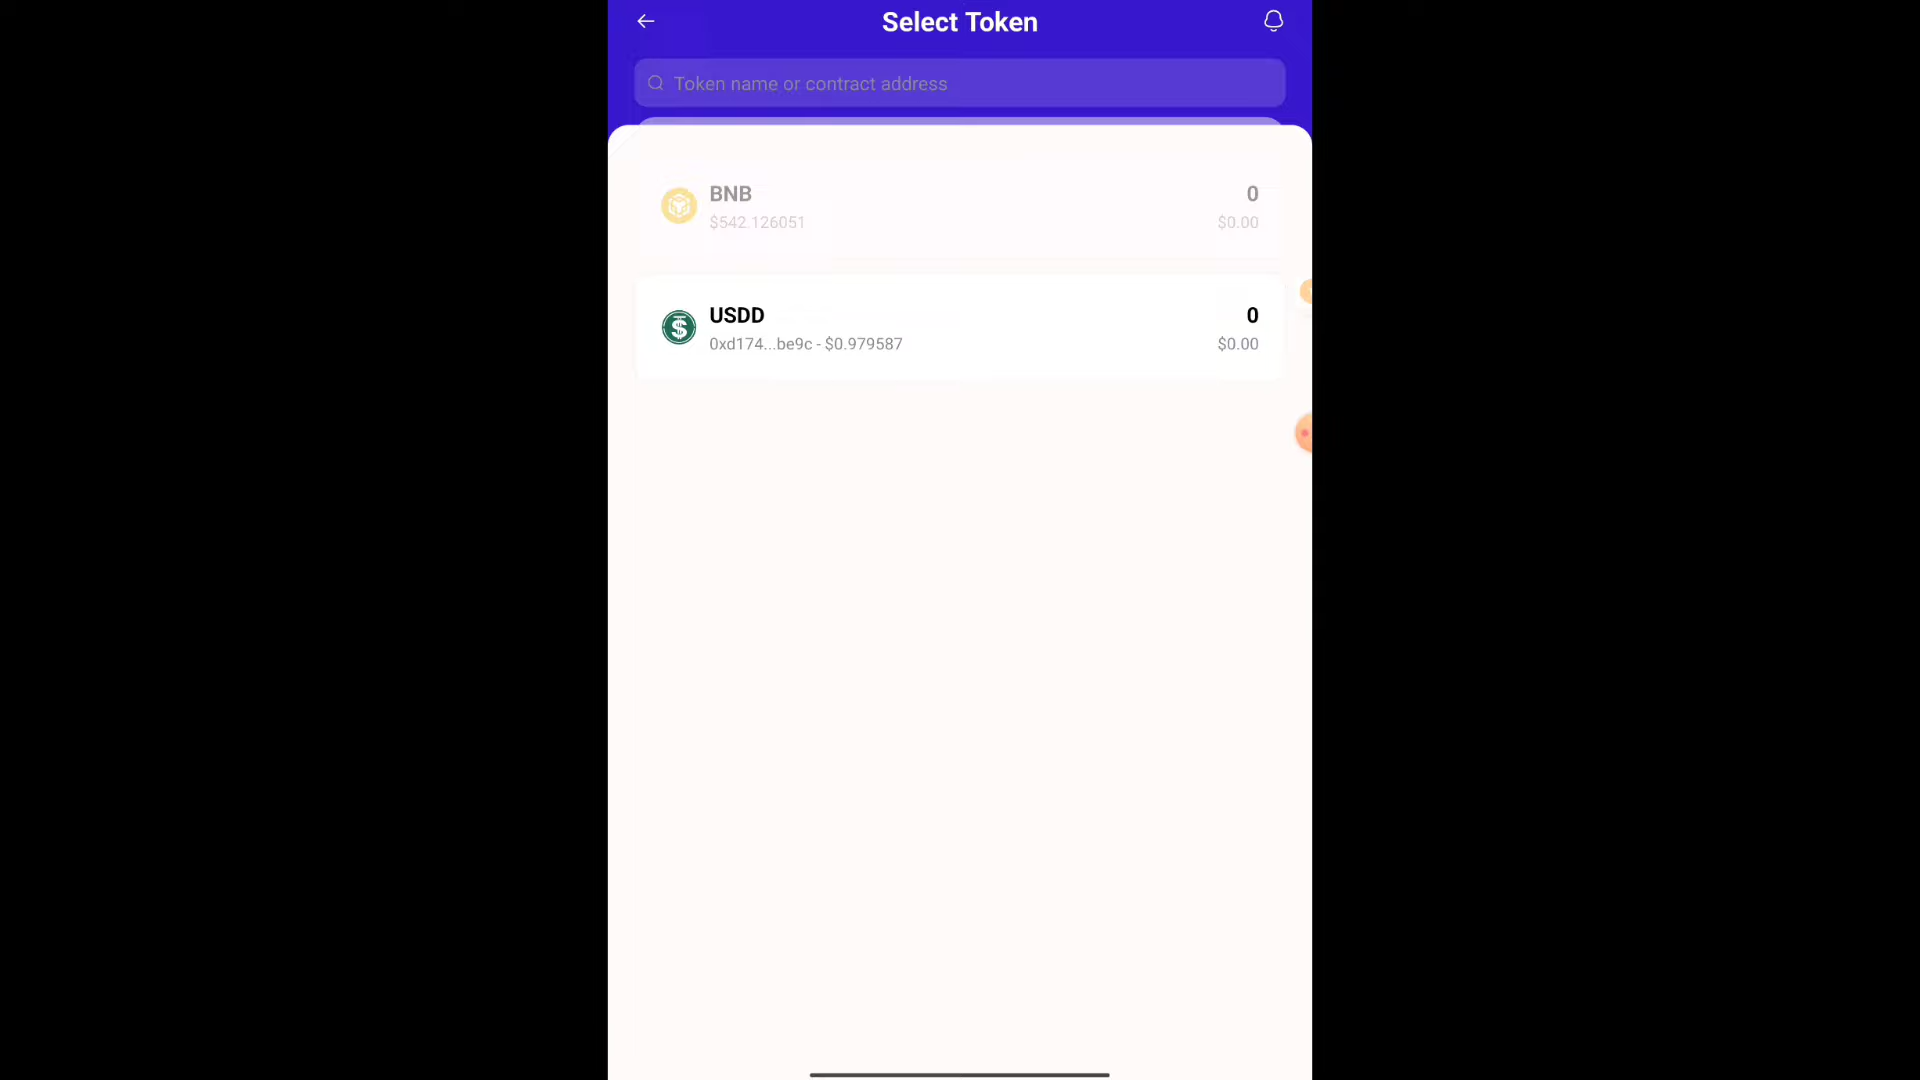 Select Token
Token name or contract address
BNB
0
$542.126051
$0.00
USDD
0
0xd174...be9c - $0.979587
$0.00